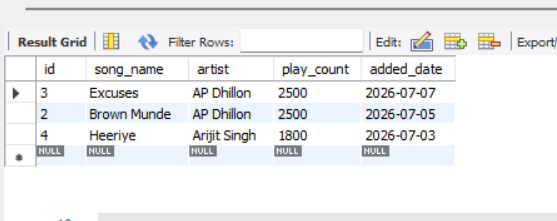 Result Grid Filter Rows: Edit: Export/
id song_name artist play_count added_date
3 Excuses AP Dhillon 2500 2026-07-07
2 Brown Munde AP Dhillon 2500 2026-07-05
4 Heeriye Arijit Singh 1800 2026-07-03
NULL NULL NULL NULL NULL